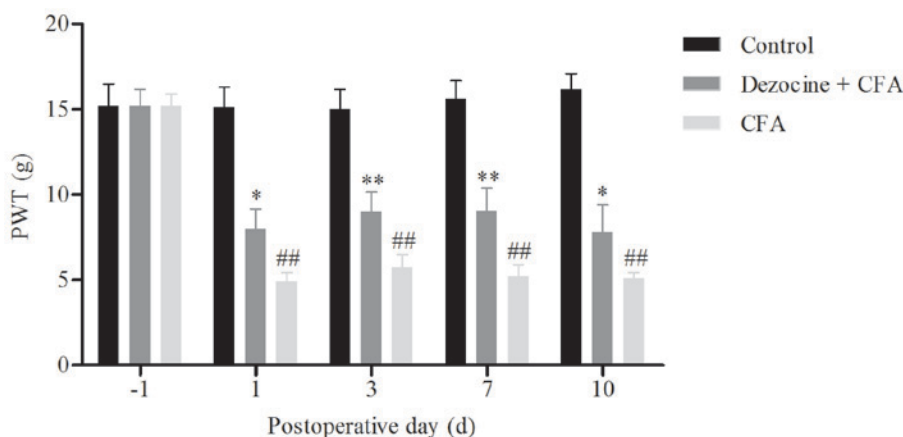 20
15
10
5
0
PWT (g)
* ## ** ## ** ## * ##
-1 1 3 7 10
Postoperative day (d)
Control
Dezocine + CFA
CFA